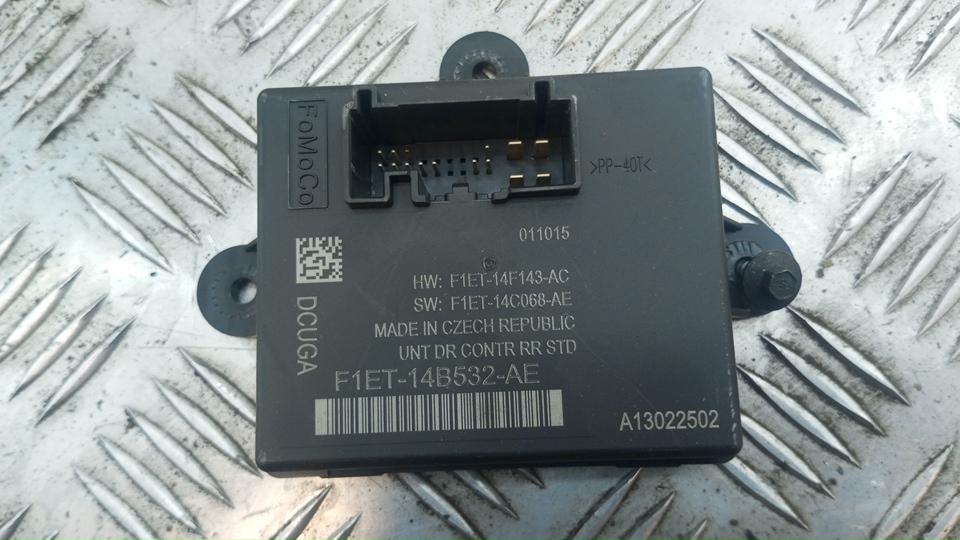 FoMoCo
>PP-40T<
011015
HW: F1ET-14F143-AC
SW: F1ET-14C068-AE
MADE IN CZECH REPUBLIC
UNT DR CONTR RR STD
DCUGA
F1ET-14B532-AE
A13022502